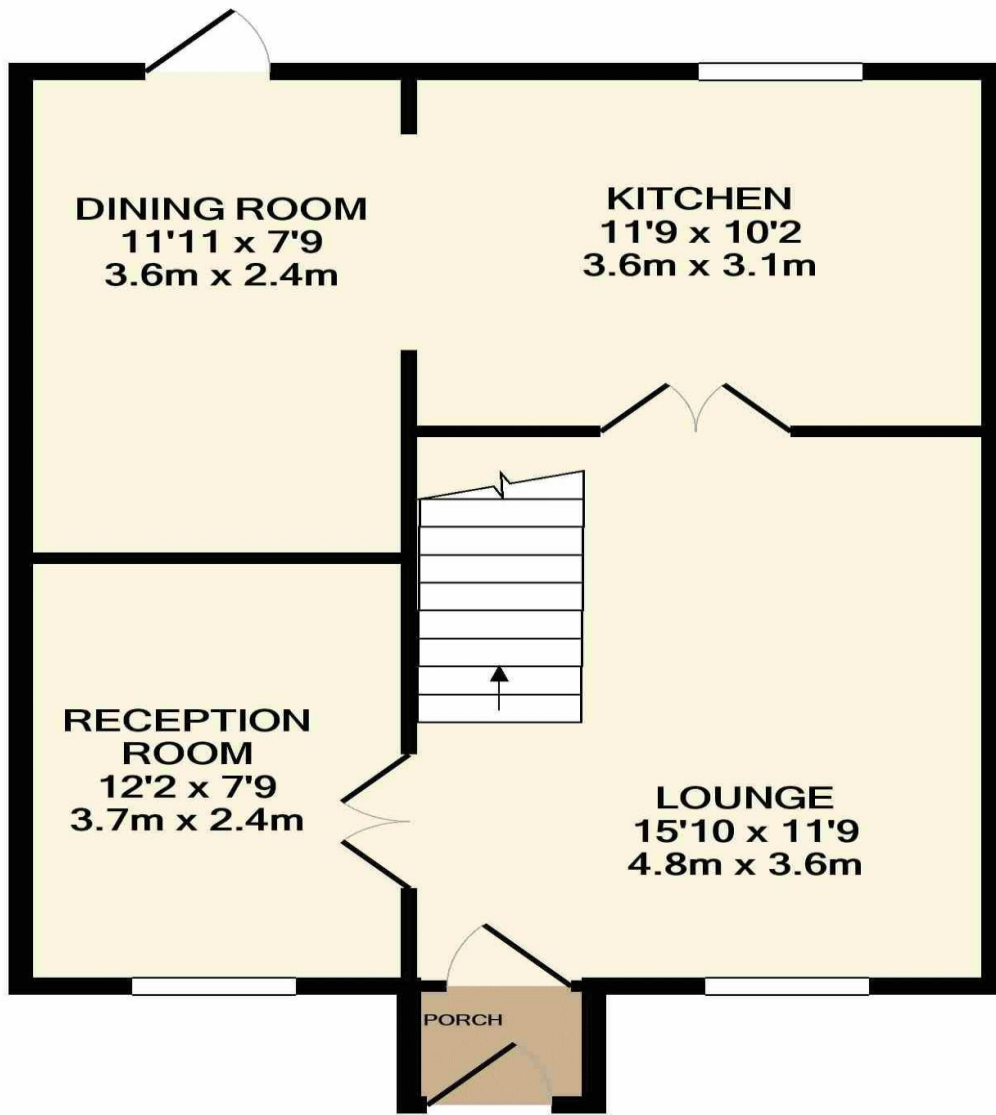 DINING ROOM
11'11 x 7'9
3.6m x 2.4m
KITCHEN
11'9 x 10'2
3.6m x 3.1m
RECEPTION
ROOM
12'2 x 7'9
3.7m x 2.4m
LOUNGE
15'10 x 11'9
4.8m x 3.6m
PORCH